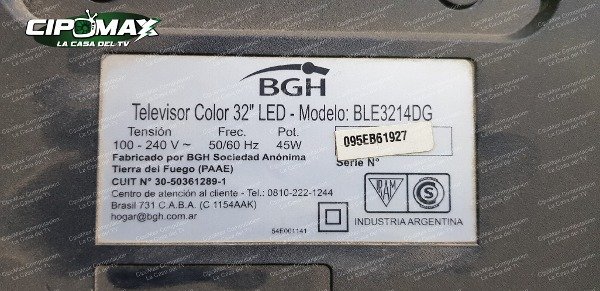 CIPOMAX
LA CASA DEL TV
BGH
Televisor Color 32" LED - Modelo: BLE3214DG
Tensión Frec. Pot.
100 - 240 V ~ 50/60 Hz 45W
095EB61927
Fabricado por BGH Sociedad Anónima
Serie N°
Tierra del Fuego (PAAE)
CUIT N° 30-50361289-1
Centro de atención al cliente - Tel.: 0810-222-1244
Brasil 731 C.A.B.A. (C 1154AAK)
hogar@bgh.com.ar
IRAM
S
INDUSTRIA ARGENTINA
54E001141